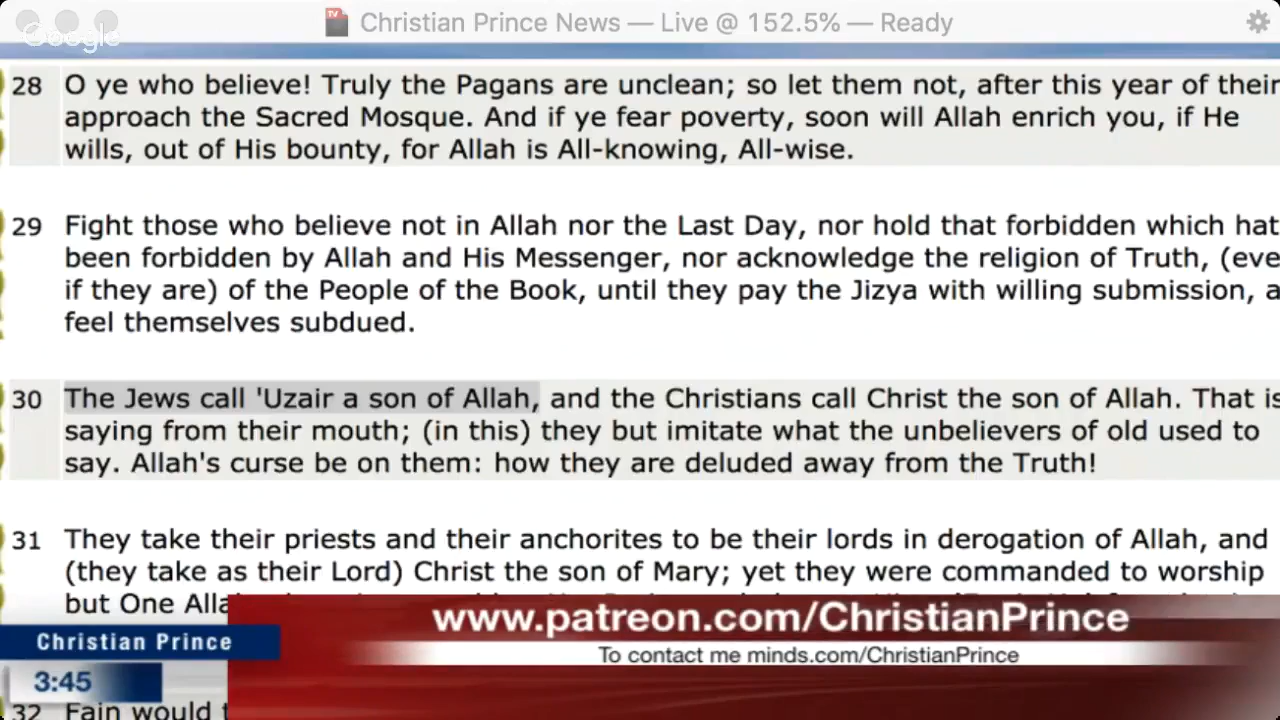 Christian Prince News — Live @ 152.5% — Ready
Google
TV
28 O ye who believe! Truly the Pagans are unclean; so let them not, after this year of their
approach the Sacred Mosque. And if ye fear poverty, soon will Allah enrich you, if He
wills, out of His bounty, for Allah is All-knowing, All-wise.
29 Fight those who believe not in Allah nor the Last Day, nor hold that forbidden which hat
been forbidden by Allah and His Messenger, nor acknowledge the religion of Truth, (eve
if they are) of the People of the Book, until they pay the Jizya with willing submission, a
feel themselves subdued.
30 The Jews call 'Uzair a son of Allah, and the Christians call Christ the son of Allah. That is
saying from their mouth; (in this) they but imitate what the unbelievers of old used to
say. Allah's curse be on them: how they are deluded away from the Truth!
31 They take their priests and their anchorites to be their lords in derogation of Allah, and
(they take as their Lord) Christ the son of Mary; yet they were commanded to worship
but One Alla
www.patreon.com/ChristianPrince
Christian Prince
To contact me minds.com/ChristianPrince
3:45
32 Fain would t